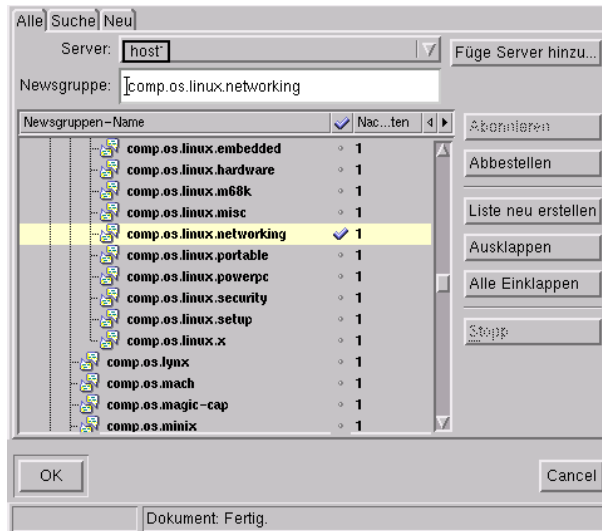 Alle Suche Neu
Server: host* Füge Server hinzu...
Newsgruppe: comp.os.linux.networking
Newsgruppen-Name Nac...ten
Abonnieren
comp.os.linux.embedded 1
Abbestellen
comp.os.linux.hardware 1
comp.os.linux.m68k 1
comp.os.linux.misc 1
Liste neu erstellen
comp.os.linux.networking 1
Ausklappen
comp.os.linux.portable 1
comp.os.linux.powerpc 1
Alle Einklappen
comp.os.linux.security 1
comp.os.linux.setup 1
Stopp
comp.os.linux.x 1
comp.os.lynx 1
comp.os.mach 1
comp.os.magic-cap 1
comp.os.minix 1
OK Cancel
Dokument: Fertig.